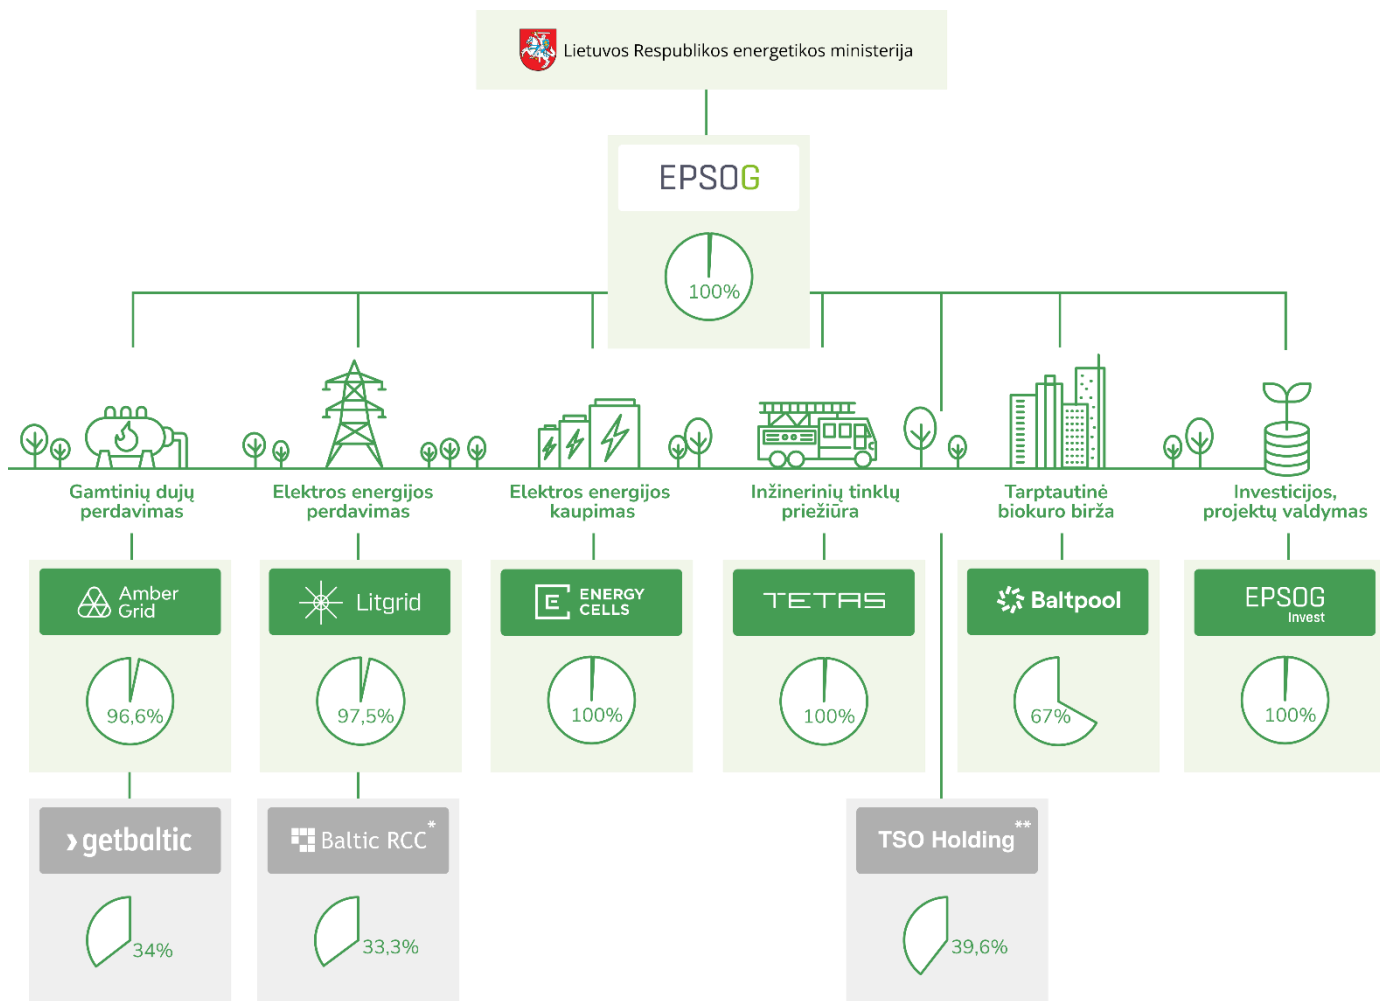 Lietuvos Respublikos energetikos ministerija
EPSOG
100%
Gamtinių dujų
perdavimas
Elektros energijos
perdavimas
Elektros energijos
kaupimas
Inžinerinių tinklų
priežiūra
Tarptautinė
biokuro birža
Investicijos,
projektų valdymas
Amber
Grid
Litgrid
E ENERGY
CELLS
TETAS
Baltpool
EPSOG
Invest
96,6%
97,5%
100%
100%
67%
100%
getbaltic
Baltic RCC*
TSO Holding**
34%
33,3%
39,6%